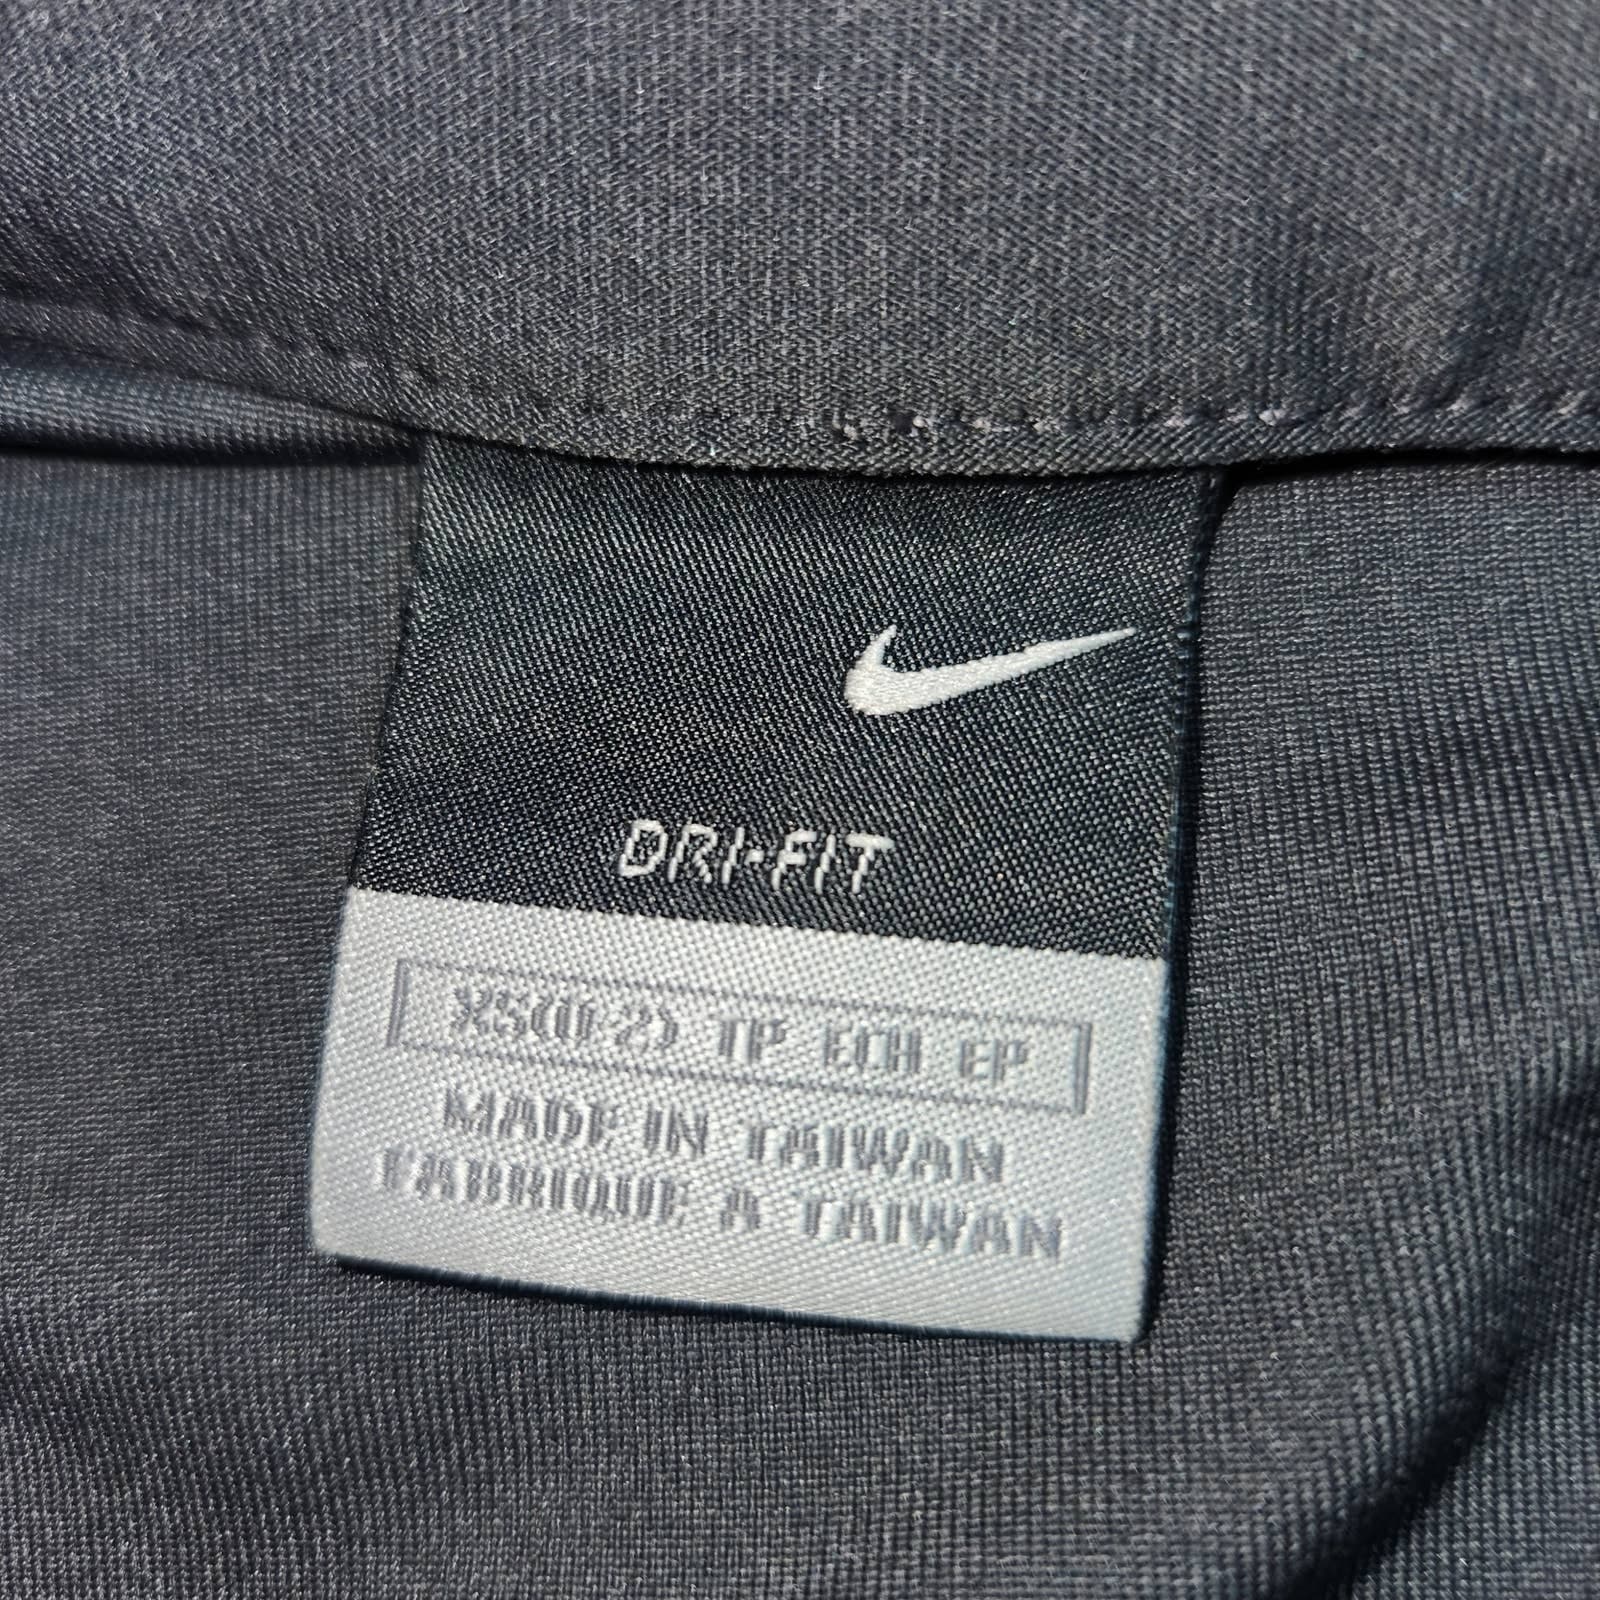 DRI-FIT
XS(0-2) TP ECH EP
MADE IN TAIWAN
FABRIQUE A TAIWAN